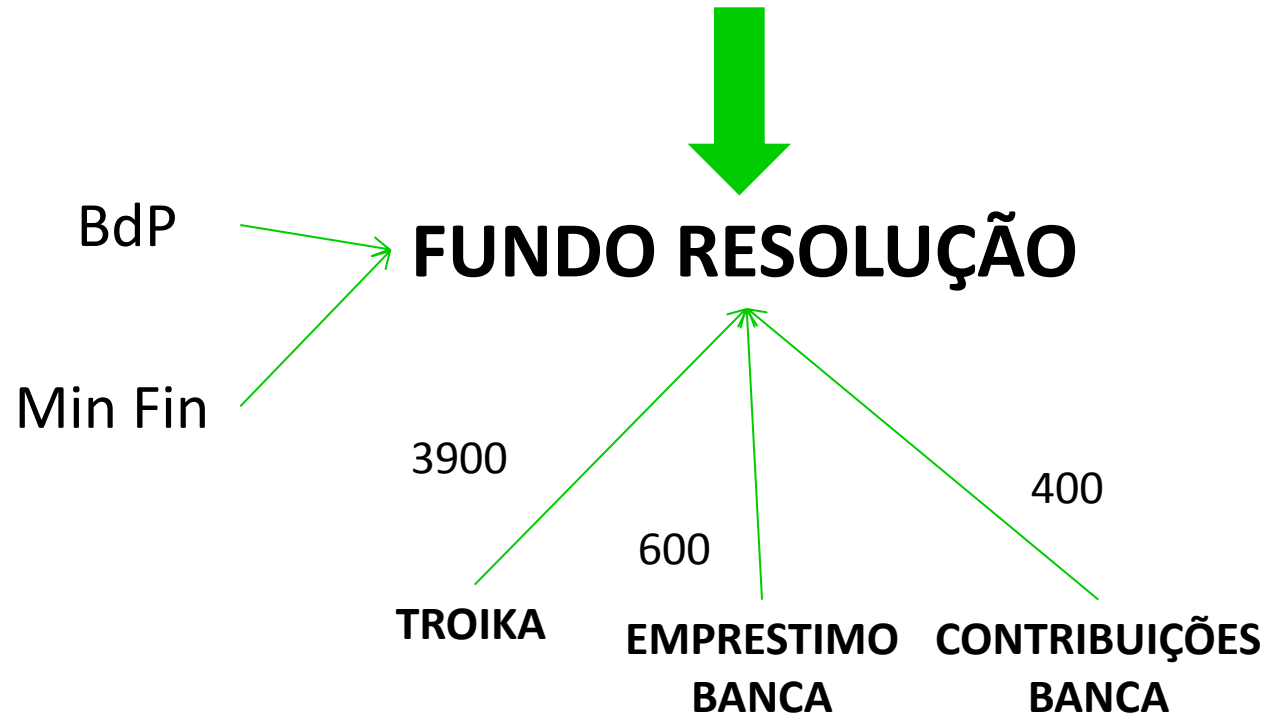 BdP
FUNDO RESOLUÇÃO
Min Fin
3900
400
600
TROIKA
EMPRESTIMO
BANCA
CONTRIBUIÇÕES
BANCA